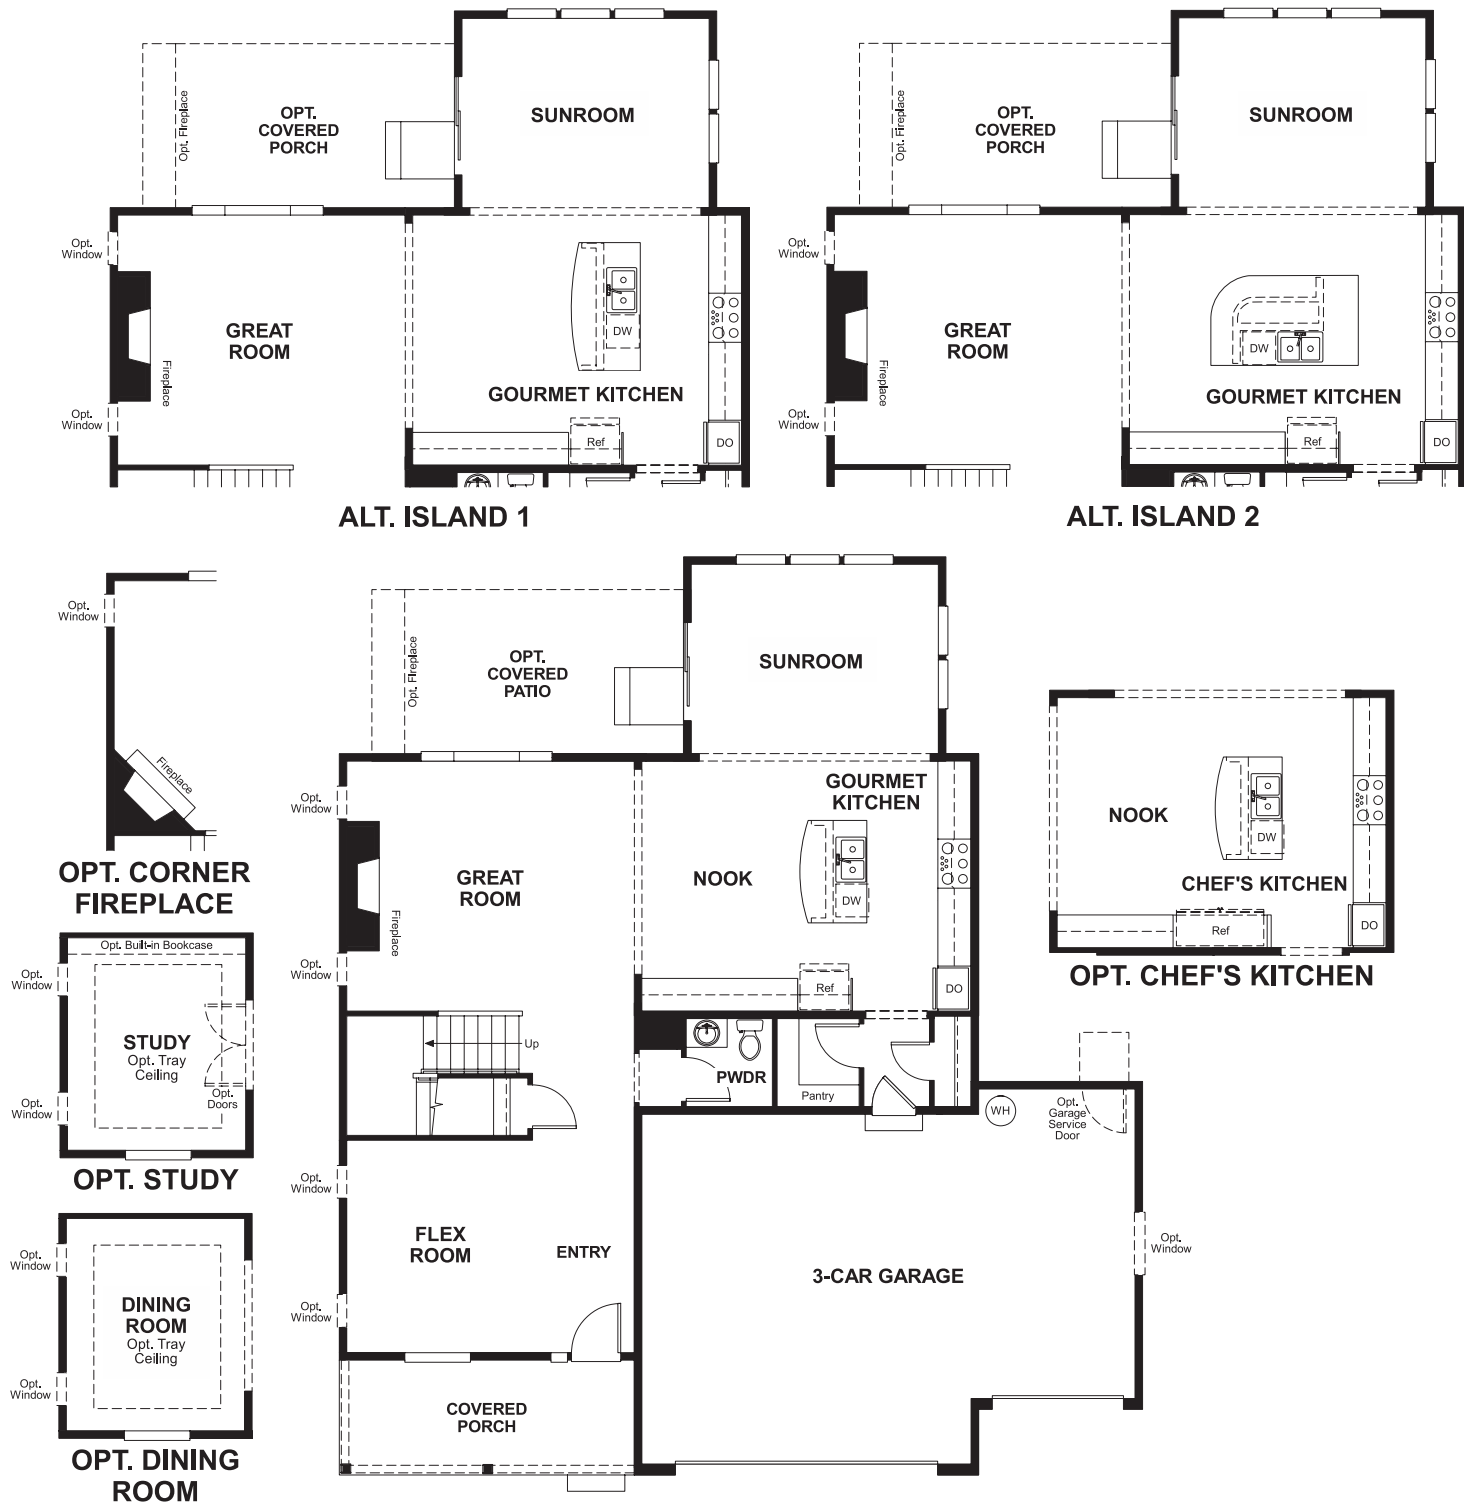 Opt. Fireplace
OPT.
COVERED
PORCH
SUNROOM
Opt.
Window
GREAT
ROOM
Fireplace
Opt.
Window
DW
GOURMET KITCHEN
Ref
DO
ALT. ISLAND 1
Opt. Fireplace
OPT.
COVERED
PORCH
SUNROOM
Opt.
Window
GREAT
ROOM
Fireplace
Opt.
Window
DW
GOURMET KITCHEN
Ref
DO
ALT. ISLAND 2
Opt.
Window
Fireplace
OPT. CORNER
FIREPLACE
Opt. Built-in Bookcase
Opt.
Window
STUDY
Opt. Tray
Ceiling
Opt.
Doors
Opt.
Window
OPT. STUDY
Opt.
Window
DINING
ROOM
Opt. Tray
Ceiling
Opt.
Window
OPT. DINING
ROOM
Opt. Fireplace
OPT.
COVERED
PATIO
SUNROOM
Opt.
Window
GOURMET
KITCHEN
GREAT
ROOM
NOOK
DW
Fireplace
Opt.
Window
Ref
DO
Up
PWDR
Pantry
WH
Opt.
Garage
Service
Door
Opt.
Window
FLEX
ROOM
ENTRY
Opt.
Window
3-CAR GARAGE
Opt.
Window
COVERED
PORCH
NOOK
DW
CHEF'S KITCHEN
Ref
DO
OPT. CHEF'S KITCHEN